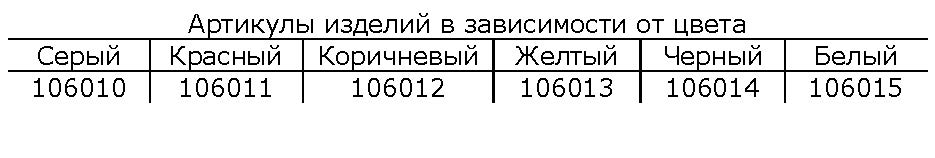 Артикулы изделий в зависимости от цвета
Серый Красный Коричневый Желтый Черный Белый
106010 106011 106012 106013 106014 106015